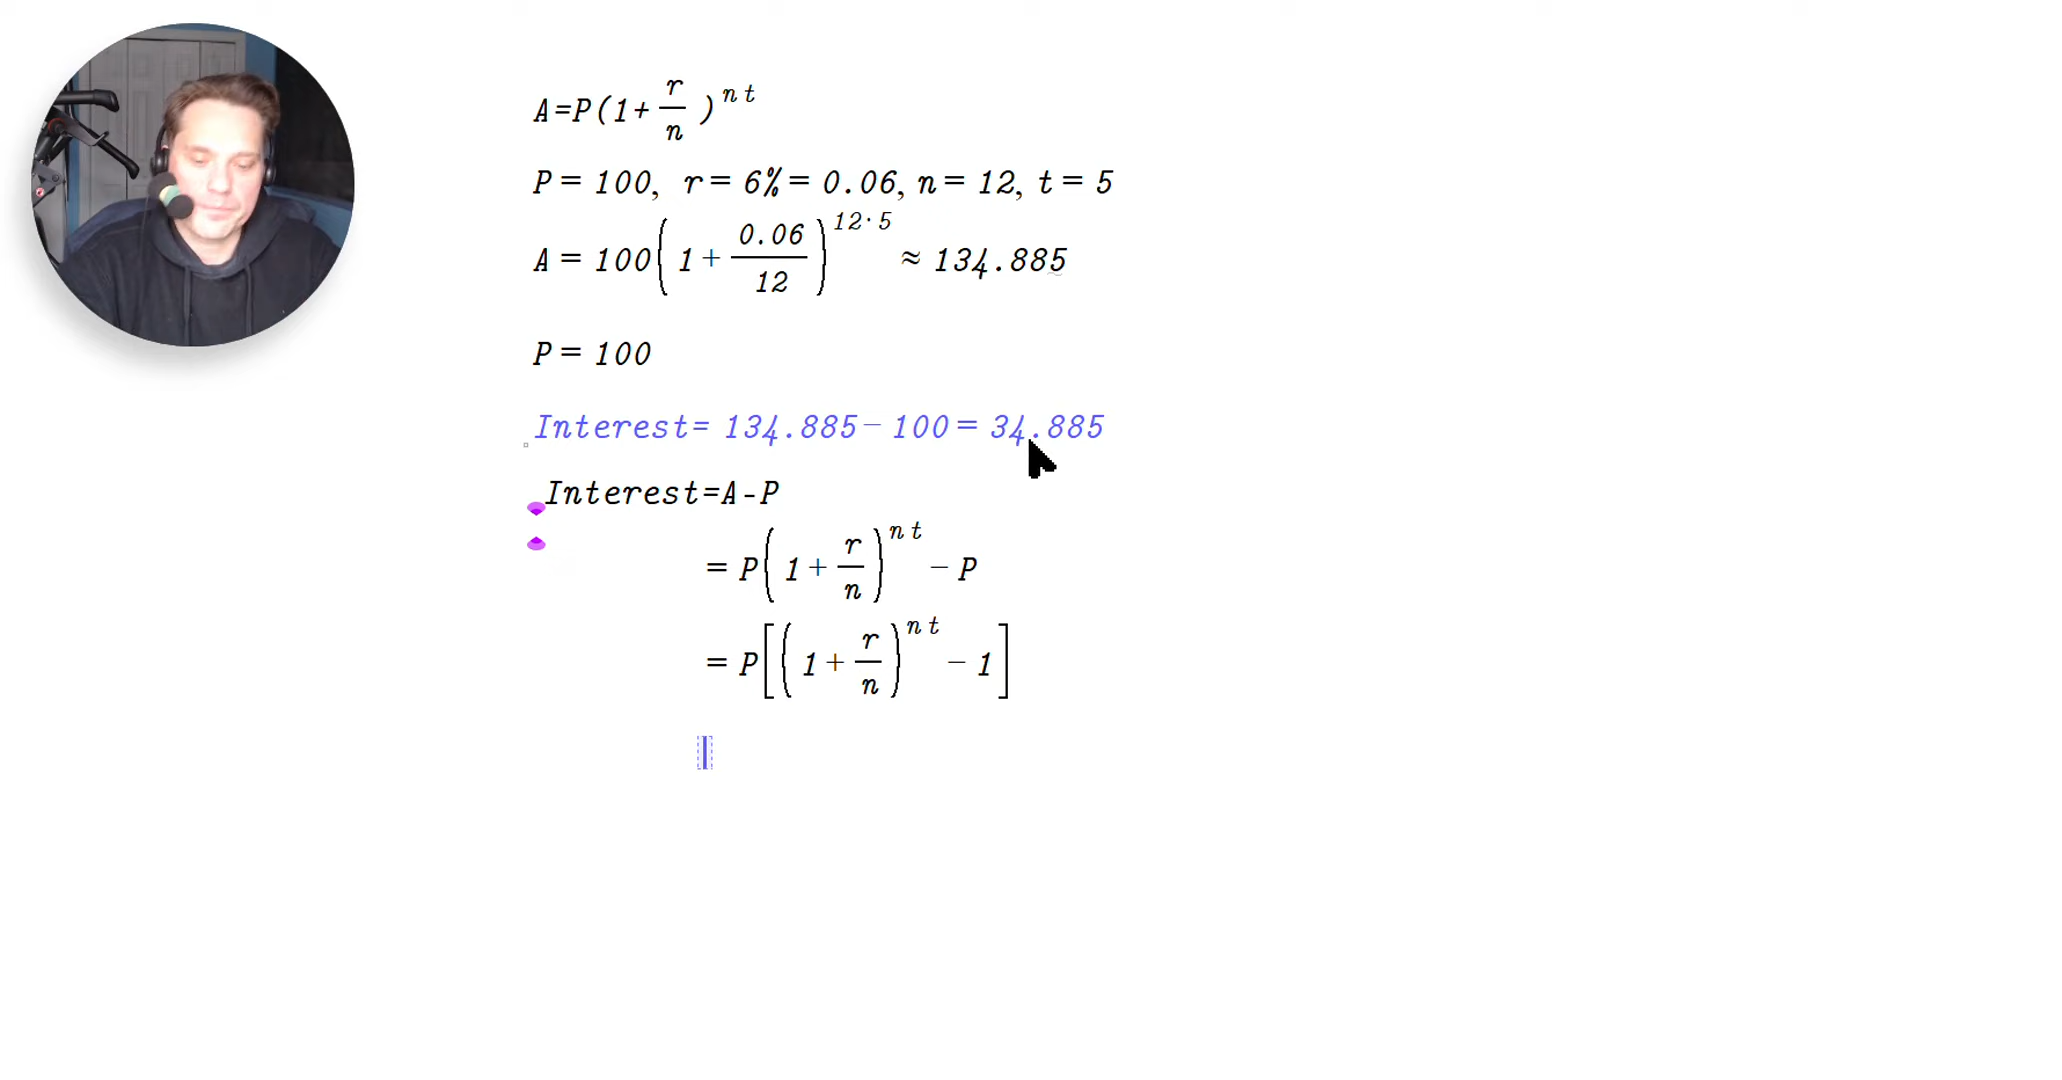 A=P(1+r/n)^nt
P = 100, r = 6% = 0.06, n = 12, t = 5
A = 100(1 + 0.06/12)^12·5 ≈ 134.885
P = 100
Interest= 134.885 − 100 = 34.885
Interest=A-P
= P(1 + r/n)^nt − P
= P[(1 + r/n)^nt − 1]